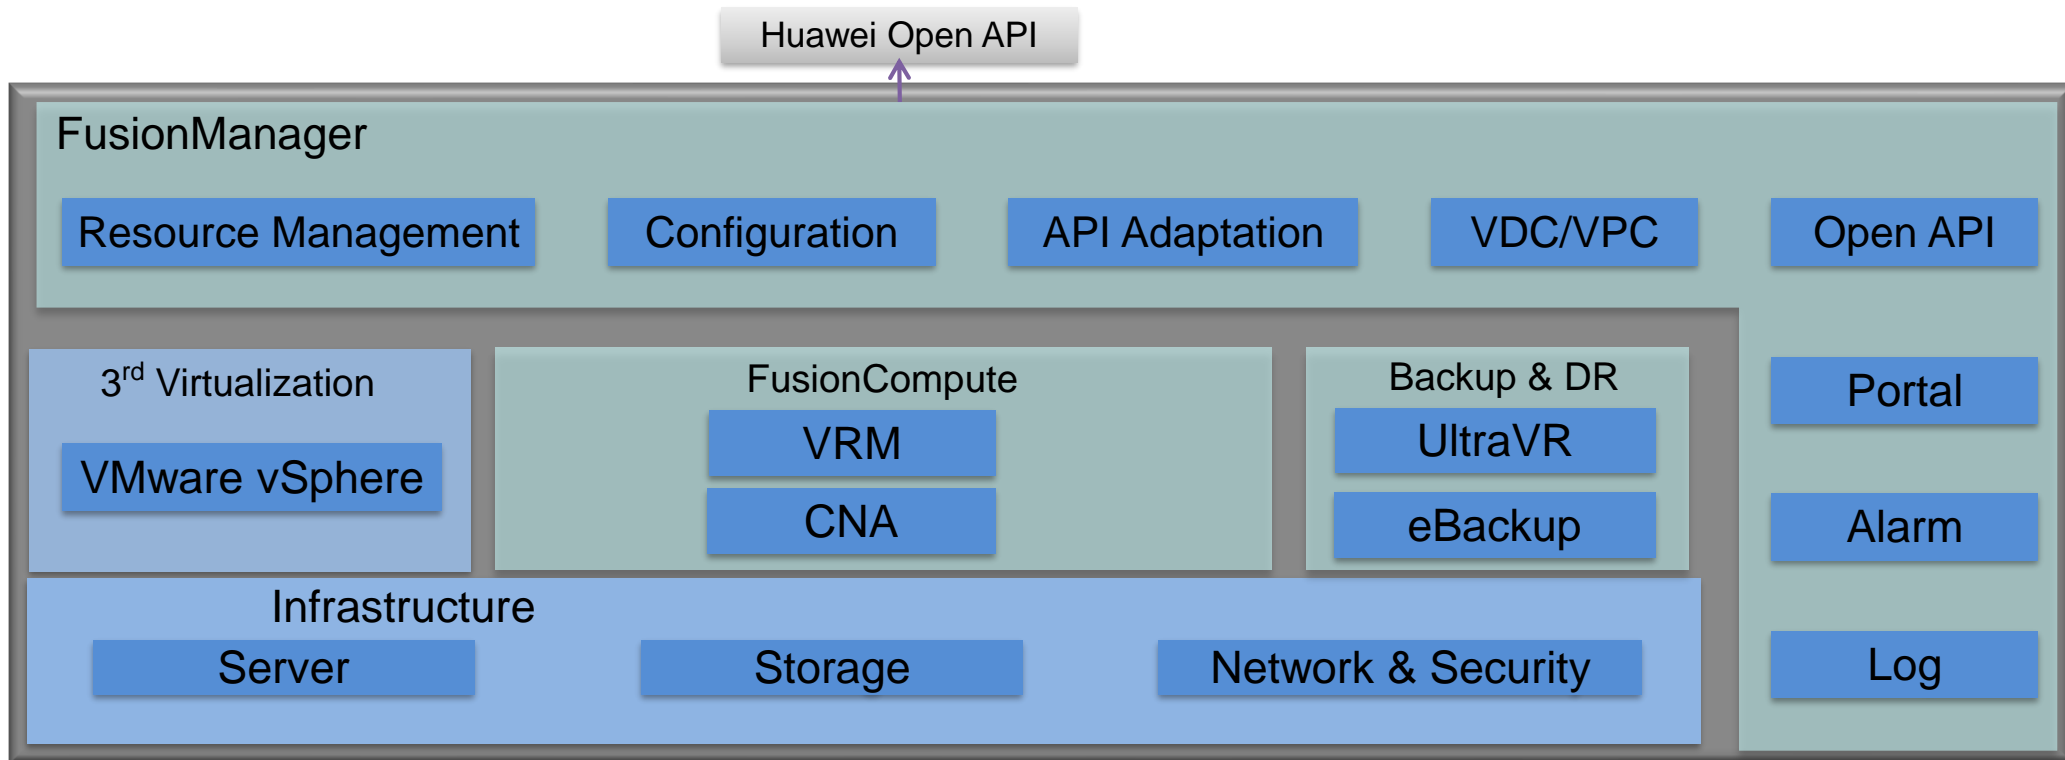 Huawei Open API
FusionManager
Resource Management
Configuration
API Adaptation
VDC/VPC
Open API
3rd Virtualization
VMware vSphere
FusionCompute
VRM
CNA
Backup & DR
UltraVR
eBackup
Portal
Alarm
Log
Infrastructure
Server
Storage
Network & Security